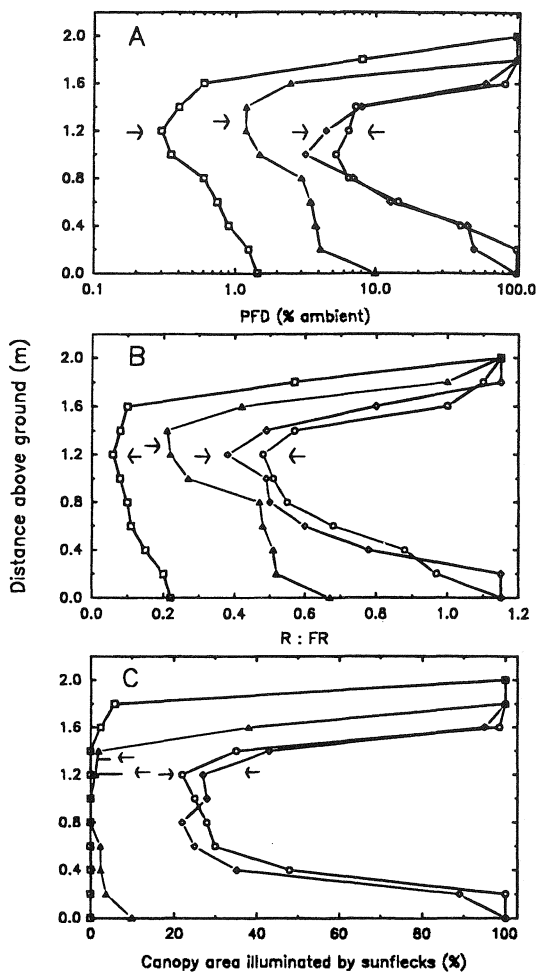 A
2.0
1.6
1.2
0.8
0.4
0.0
0.1 1.0 10.0 100.0
PFD (% ambient)
Distance above ground (m)
B
2.0
1.6
1.2
0.8
0.4
0.0
0.0 0.2 0.4 0.6 0.8 1.0 1.2
R : FR
C
2.0
1.6
1.2
0.8
0.4
0.0
0 20 40 60 80 100
Canopy area illuminated by sunflecks (%)